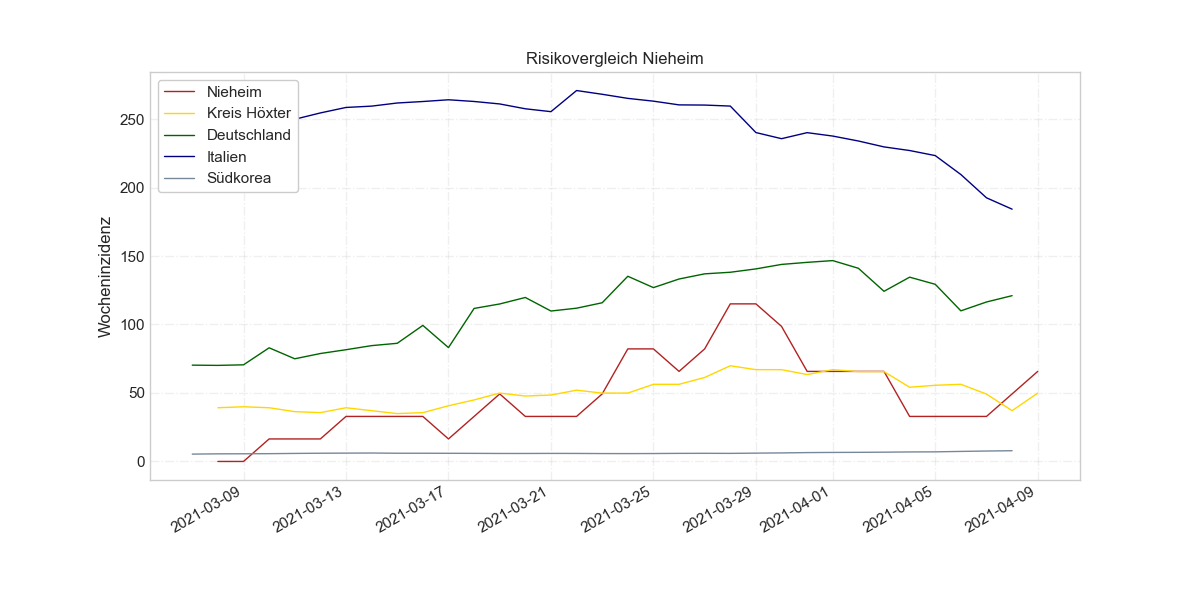 Risikovergleich Nieheim
Nieheim
Kreis Höxter
Deutschland
Italien
Südkorea
Wocheninzidenz
250
200
150
100
50
0
2021-03-09
2021-03-13
2021-03-17
2021-03-21
2021-03-25
2021-03-29
2021-04-01
2021-04-05
2021-04-09